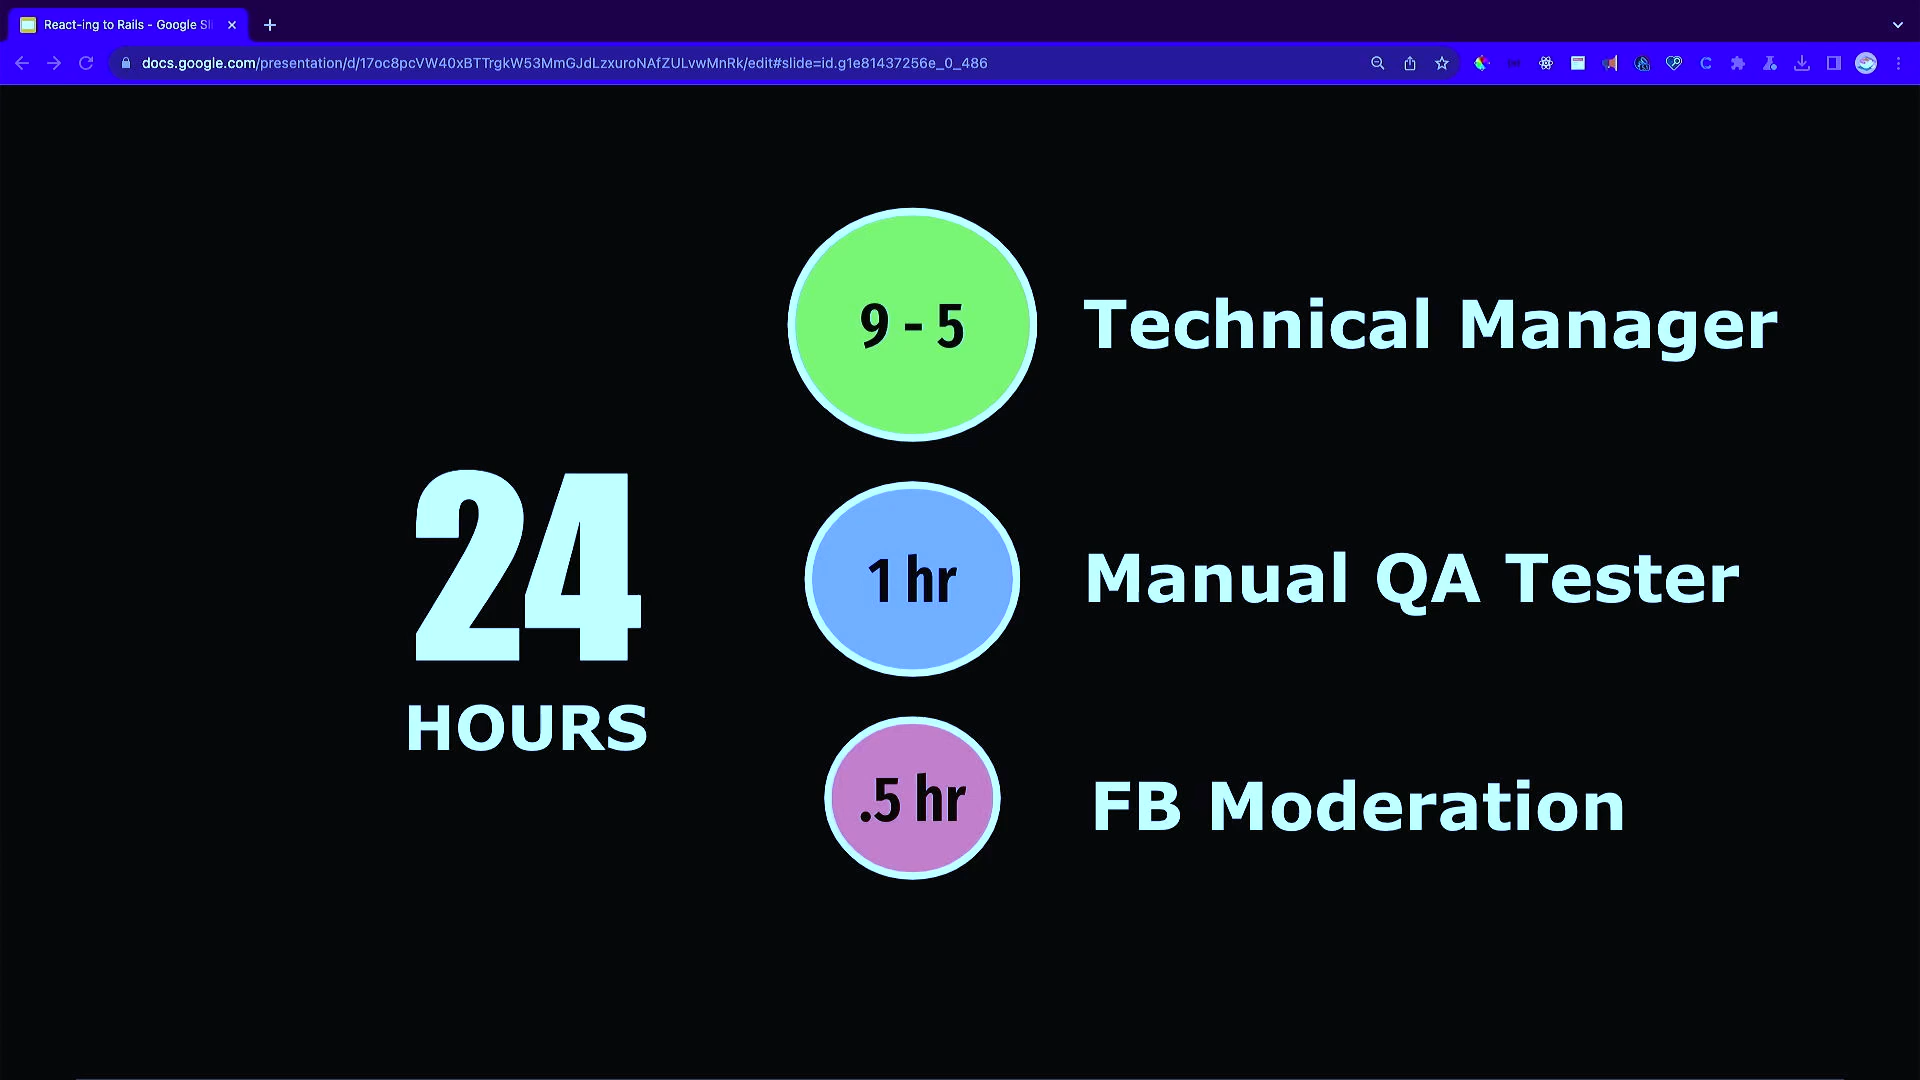 React-ing to Rails - Google Sli
docs.google.com/presentation/d/17oc8pcVW40xBTTrgkW53MmGJdLzxuroNAfZULvwMnRk/edit#slide=id.g1e81437256e_0_486
24
HOURS
9 - 5
Technical Manager
1 hr
Manual QA Tester
.5 hr
FB Moderation